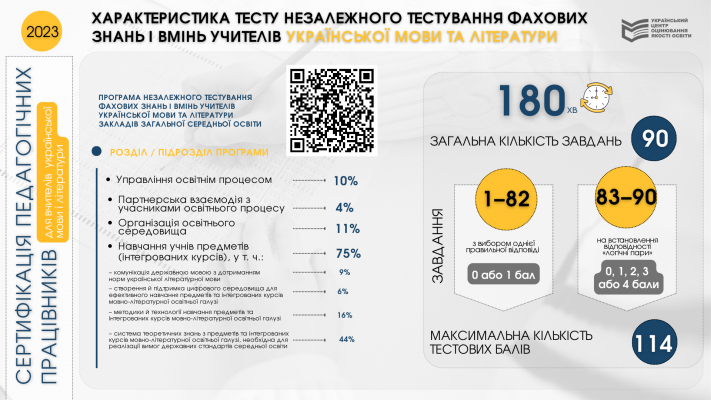 2023
ХАРАКТЕРИСТИКА ТЕСТУ НЕЗАЛЕЖНОГО ТЕСТУВАННЯ ФАХОВИХ
ЗНАНЬ І ВМІНЬ УЧИТЕЛІВ УКРАЇНСЬКОЇ МОВИ ТА ЛІТЕРАТУРИ
УКРАЇНСЬКИЙ
ЦЕНТР
ОЦІНЮВАННЯ
ЯКОСТІ ОСВІТИ
СЕРТИФІКАЦІЯ ПЕДАГОГІЧНИХ
ПРАЦІВНИКІВ
для вчителів української
мови і літератури
ПРОГРАМА НЕЗАЛЕЖНОГО ТЕСТУВАННЯ
ФАХОВИХ ЗНАНЬ І ВМІНЬ УЧИТЕЛІВ
УКРАЇНСЬКОЇ МОВИ ТА ЛІТЕРАТУРИ
ЗАКЛАДІВ ЗАГАЛЬНОЇ СЕРЕДНЬОЇ ОСВІТИ
РОЗДІЛ / ПІДРОЗДІЛ ПРОГРАМИ
• Управління освітнім процесом 10%
• Партнерська взаємодія з
учасниками освітнього процесу 4%
• Організація освітнього
середовища 11%
• Навчання учнів предметів
(інтегрованих курсів), у т. ч.: 75%
– комунікація державною мовою з дотриманням
норм української літературної мови 9%
– створення й підтримка цифрового середовища для
ефективного навчання предметів та інтегрованих курсів
мовно-літературної освітньої галузі 6%
– методики й технології навчання предметів та
інтегрованих курсів мовно-літературної освітньої галузі 16%
– система теоретичних знань з предметів та інтегрованих
курсів мовно-літературної освітньої галузі, необхідна для
реалізації вимог державних стандартів середньої освіти 44%
180 хв
ЗАГАЛЬНА КІЛЬКІСТЬ ЗАВДАНЬ 90
ЗАВДАННЯ
1–82
з вибором однієї
правильної відповіді
0 або 1 бал
83–90
на встановлення
відповідності
«логічні пари»
0, 1, 2, 3
або 4 бали
МАКСИМАЛЬНА КІЛЬКІСТЬ
ТЕСТОВИХ БАЛІВ 114